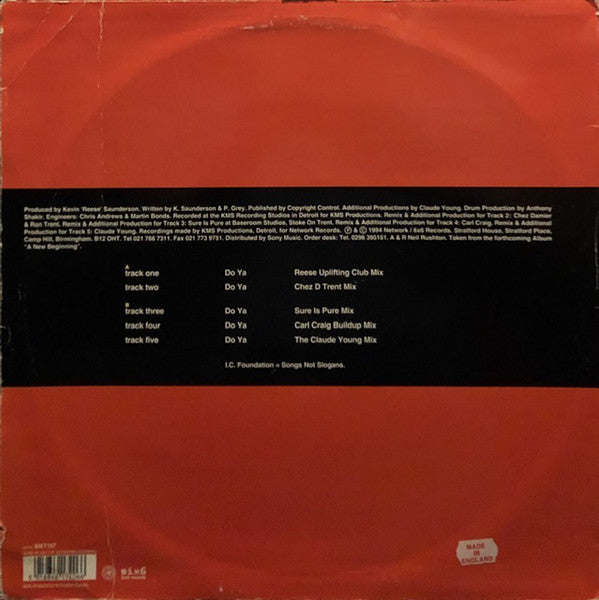 Produced by Kevin 'Reese' Saunderson. Written by K. Saunderson & P. Grey. Published by Copyright Control. Additional Productions by Claude Young. Drum Production by Anthony
Shakir. Engineers: Chris Andrews & Martin Bonds. Recorded at the KMS Recording Studios in Detroit for KMS Productions. Remix & Additional Production for Track 2: Chez Damier
& Ron Trent. Remix & Additional Production for Track 3: Sure Is Pure at Baseroom Studios, Stoke On Trent. Remix & Additional Production for Track 4: Carl Craig. Remix & Additional
Production for Track 5: Claude Young. Recordings made by KMS Productions, Detroit, for Network Records. ℗ & © 1994 Network / 6x6 Records. Stratford House, Stratford Place,
Camp Hill, Birmingham. B12 OHT. Tel 021 766 7311. Fax 021 773 9751. Distributed by Sony Music. Order desk: Tel. 0296 395151. A & R Neil Rushton. Taken from the forthcoming Album
"A New Beginning".
A
track one Do Ya Reese Uplifting Club Mix
track two Do Ya Chez D Trent Mix
B
track three Do Ya Sure Is Pure Mix
track four Do Ya Carl Craig Buildup Mix
track five Do Ya The Claude Young Mix
I.C. Foundation = Songs Not Slogans.
MADE
IN
ENGLAND
six6